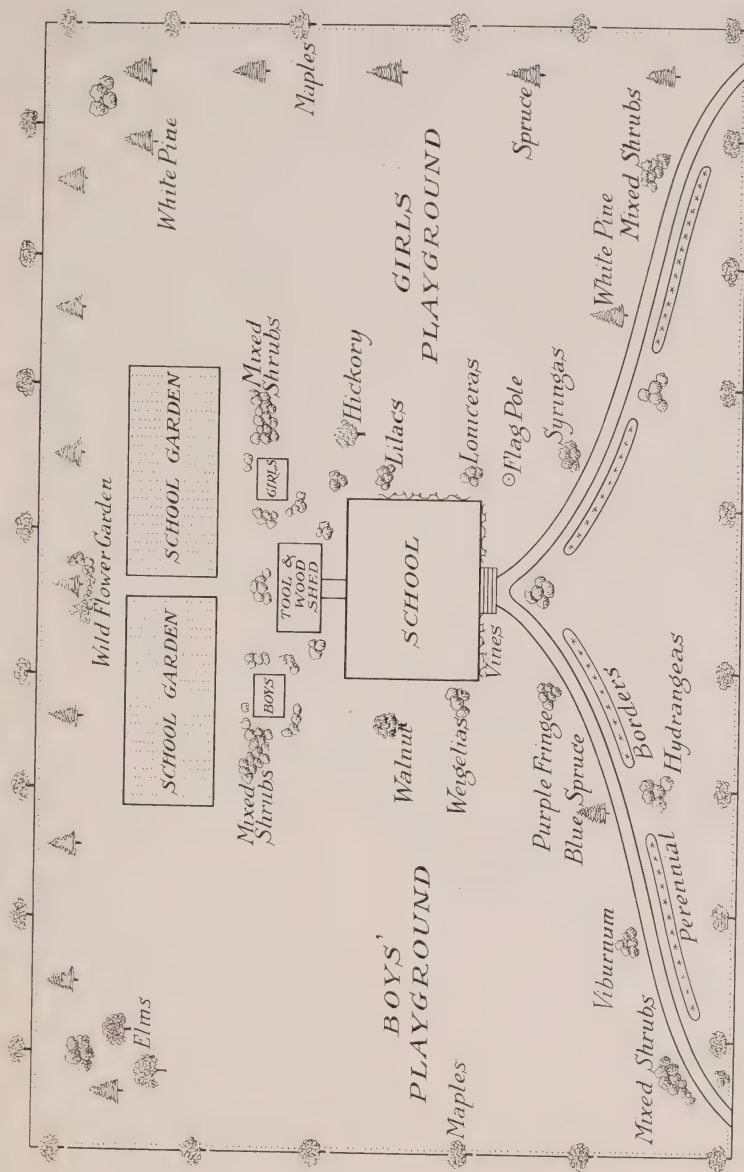 Wild Flower Garden
White Pine
Elms
SCHOOL GARDEN
SCHOOL GARDEN
Mixed
Shrubs
BOYS
TOOL &
WOOD
SHED
GIRLS
Mixed
Shrubs
Maples
Hickory
Walnut
Lilacs
BOYS'
PLAYGROUND
SCHOOL
GIRLS
PLAYGROUND
Maples
Weigelias
Loniceras
Vines
Flag Pole
Spruce
Purple Fringe
Blue Spruce
Syringas
White Pine
Viburnum
Mixed Shrubs
Mixed Shrubs
Perennial
Borders
Hydrangeas